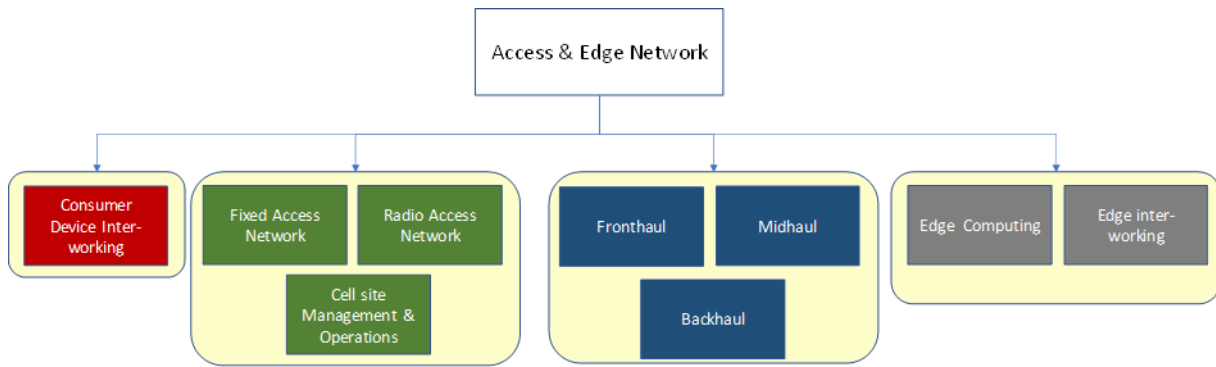 Access & Edge Network
Consumer
Device Inter-
working
Fixed Access
Network
Radio Access
Network
Cell site
Management &
Operations
Fronthaul
Midhaul
Backhaul
Edge Computing
Edge inter-
working